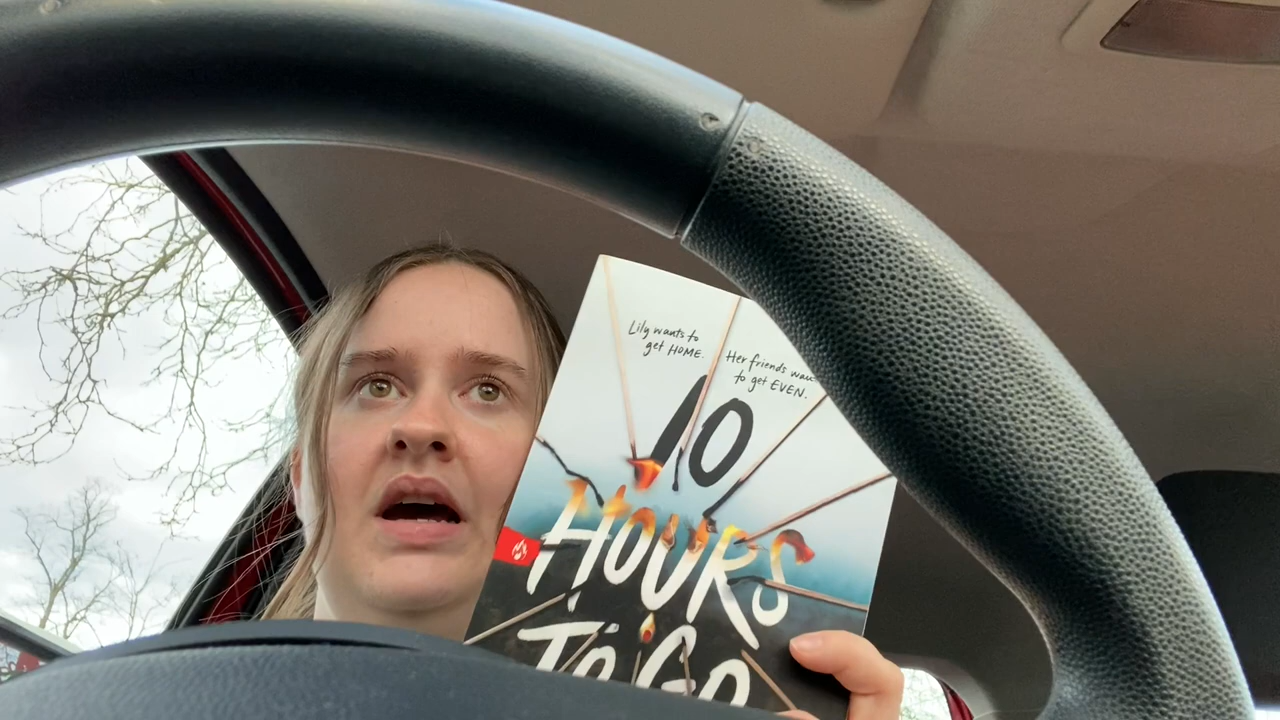 Lily wants to
get HOME.
Her friends want
to get EVEN.
10
HOURS
TO GO